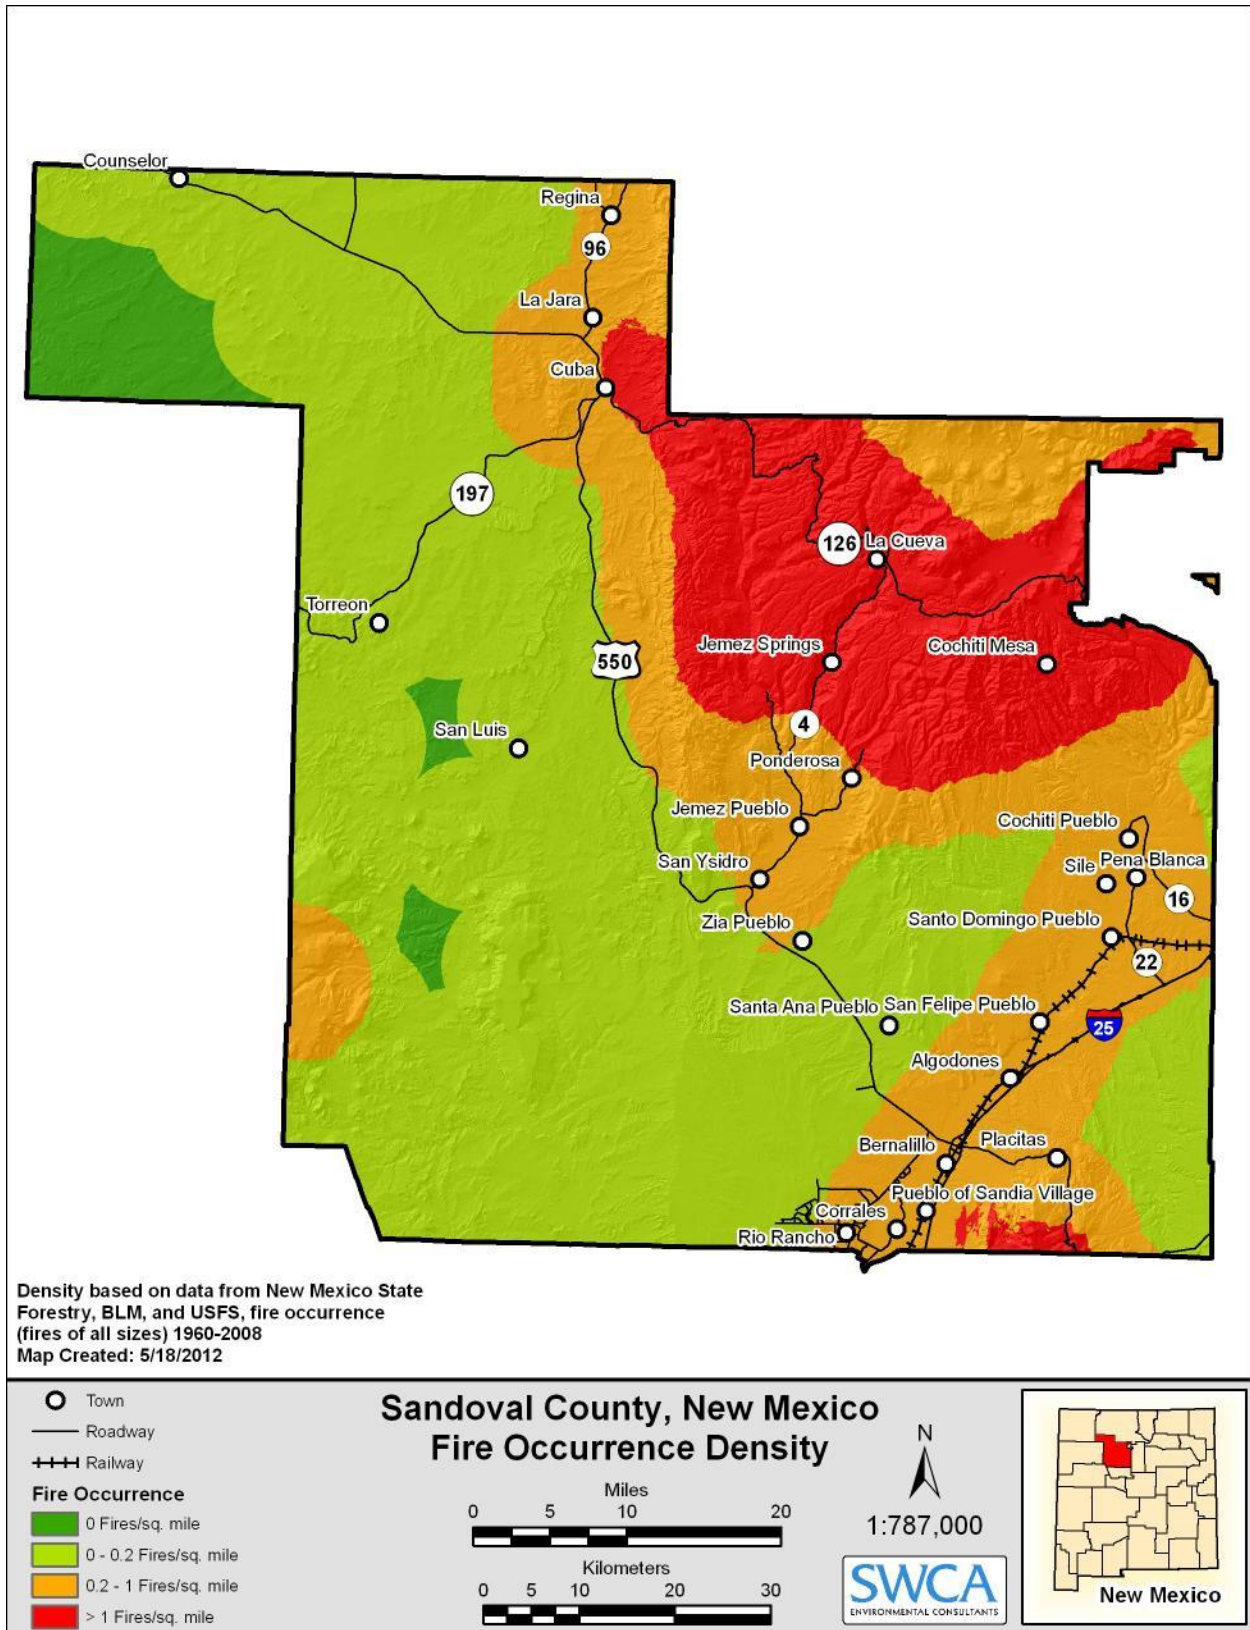 Counselor
Regina
96
La Jara
Cuba
197
126
La Cueva
Torreon
550
Jemez Springs
Cochiti Mesa
4
San Luis
Ponderosa
Jemez Pueblo
Cochiti Pueblo
San Ysidro
Sile
Pena Blanca
16
Zia Pueblo
Santo Domingo Pueblo
22
Santa Ana Pueblo
San Felipe Pueblo
25
Algodones
Bernalillo
Placitas
Pueblo of Sandia Village
Corrales
Rio Rancho
Density based on data from New Mexico State
Forestry, BLM, and USFS, fire occurrence
(fires of all sizes) 1960-2008
Map Created: 5/18/2012
Town
Roadway
Railway
Fire Occurrence
0 Fires/sq. mile
0 - 0.2 Fires/sq. mile
0.2 - 1 Fires/sq. mile
> 1 Fires/sq. mile
Sandoval County, New Mexico
Fire Occurrence Density
Miles
0 5 10 20
Kilometers
0 5 10 20 30
N
1:787,000
SWCA
ENVIRONMENTAL CONSULTANTS
New Mexico